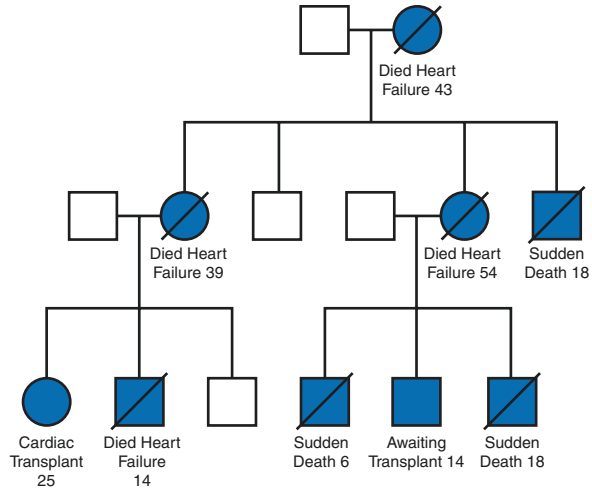 Died Heart
Failure 43
Died Heart
Failure 39
Died Heart
Failure 54
Sudden
Death 18
Cardiac
Transplant
25
Died Heart
Failure
14
Sudden
Death 6
Awaiting
Transplant 14
Sudden
Death 18